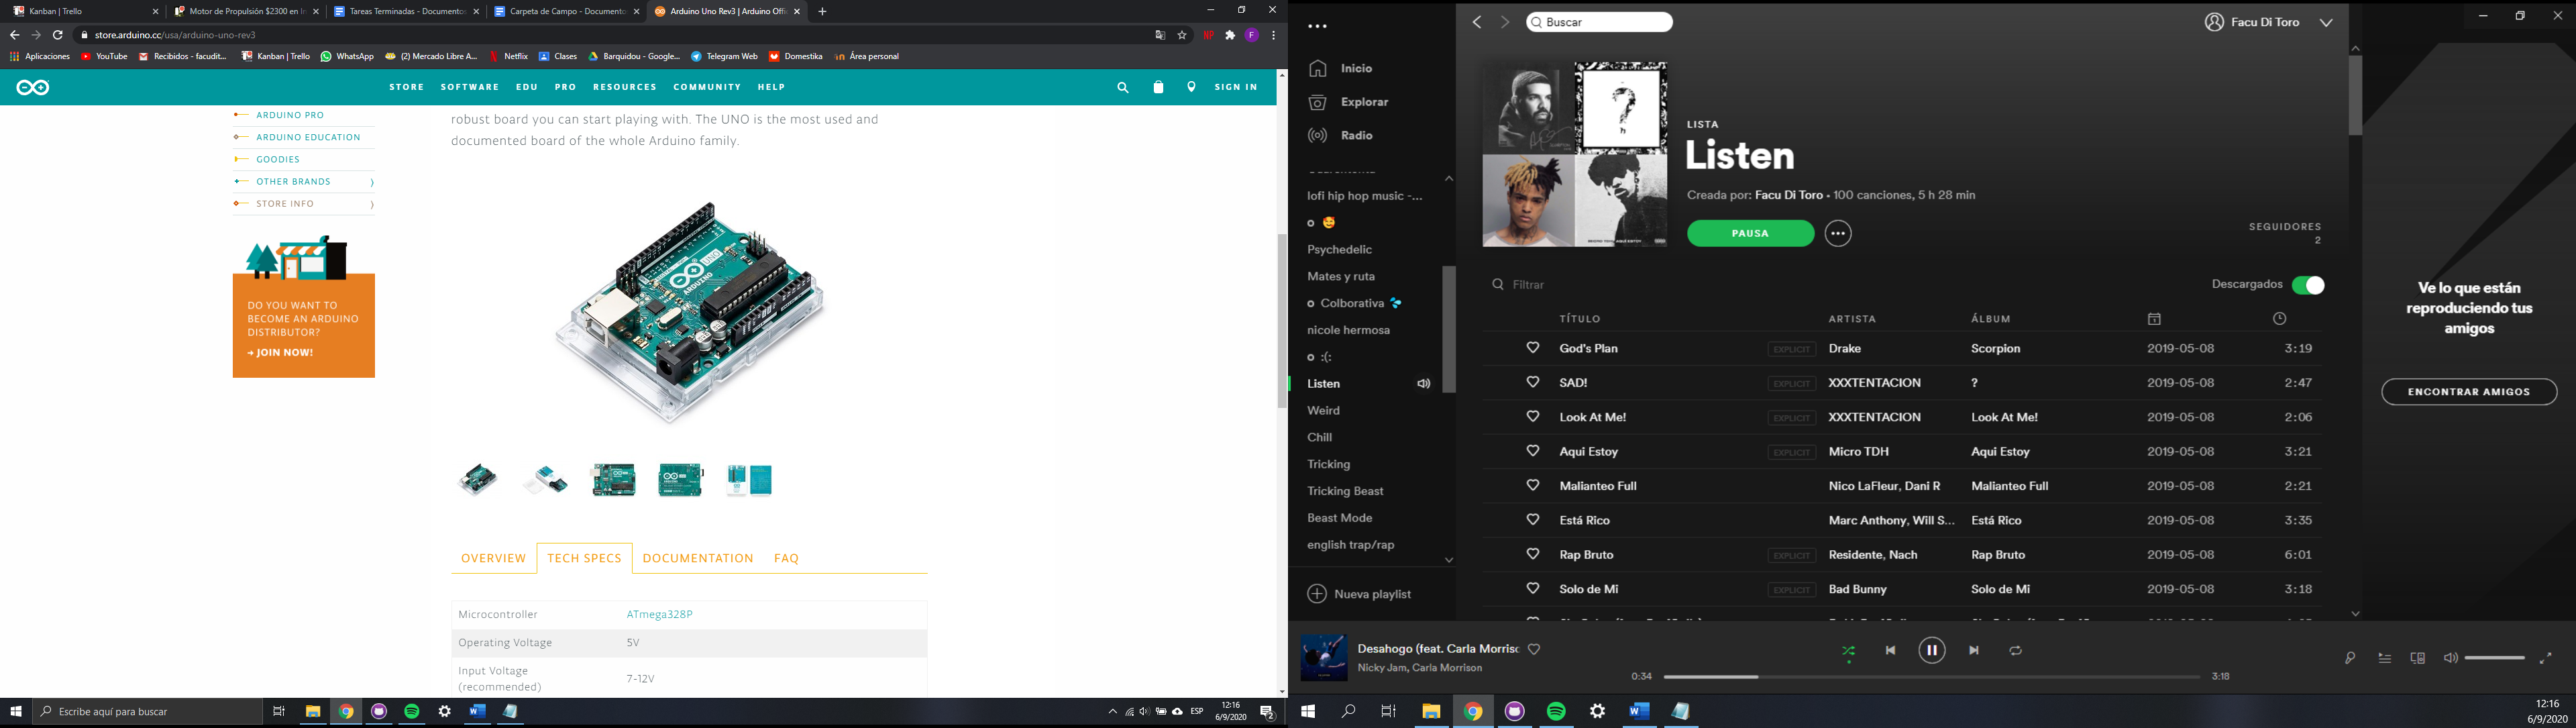 Kanban | Trello
Motor de Propulsión $2300 en In
Tareas Terminadas - Documentos
Carpeta de Campo - Documento
Arduino Uno Rev3 | Arduino Offi
store.arduino.cc/usa/arduino-uno-rev3
Aplicaciones
YouTube
Recibidos - facudit...
Kanban | Trello
WhatsApp
(2) Mercado Libre A...
Netflix
Clases
Barquidou - Google...
Telegram Web
Domestika
Área personal
STORE SOFTWARE EDU PRO RESOURCES COMMUNITY HELP
SIGN IN
ARDUINO PRO
ARDUINO EDUCATION
GOODIES
OTHER BRANDS
STORE INFO
DO YOU WANT TO
BECOME AN ARDUINO
DISTRIBUTOR?
JOIN NOW!
robust board you can start playing with. The UNO is the most used and
documented board of the whole Arduino family.
UNO
ARDUINO
OVERVIEW TECH SPECS DOCUMENTATION FAQ
Microcontroller ATmega328P
Operating Voltage 5V
Input Voltage
(recommended) 7-12V
Escribe aquí para buscar
ESP
12:16
6/9/2020
2
Buscar
Facu Di Toro
Inicio
Explorar
Radio
lofi hip hop music -...
Psychedelic
Mates y ruta
Colborativa
nicole hermosa
:(:
Listen
Weird
Chill
Tricking
Tricking Beast
Beast Mode
english trap/rap
Nueva playlist
LISTA
Listen
Creada por: Facu Di Toro • 100 canciones, 5 h 28 min
PAUSA
SEGUIDORES
2
Filtrar
Descargados
TÍTULO ARTISTA ÁLBUM
God's Plan EXPLICIT Drake Scorpion 2019-05-08 3:19
SAD! EXPLICIT XXXTENTACION ? 2019-05-08 2:47
Look At Me! EXPLICIT XXXTENTACION Look At Me! 2019-05-08 2:06
Aqui Estoy EXPLICIT Micro TDH Aqui Estoy 2019-05-08 3:21
Malianteo Full Nico LaFleur, Dani R Malianteo Full 2019-05-08 2:21
Está Rico Marc Anthony, Will S... Está Rico 2019-05-08 3:35
Rap Bruto EXPLICIT Residente, Nach Rap Bruto 2019-05-08 6:01
Solo de Mi EXPLICIT Bad Bunny Solo de Mi 2019-05-08 3:18
Ve lo que están
reproduciendo tus
amigos
ENCONTRAR AMIGOS
Desahogo (feat. Carla Morrisc
Nicky Jam, Carla Morrison
0:34
3:18
12:16
6/9/2020